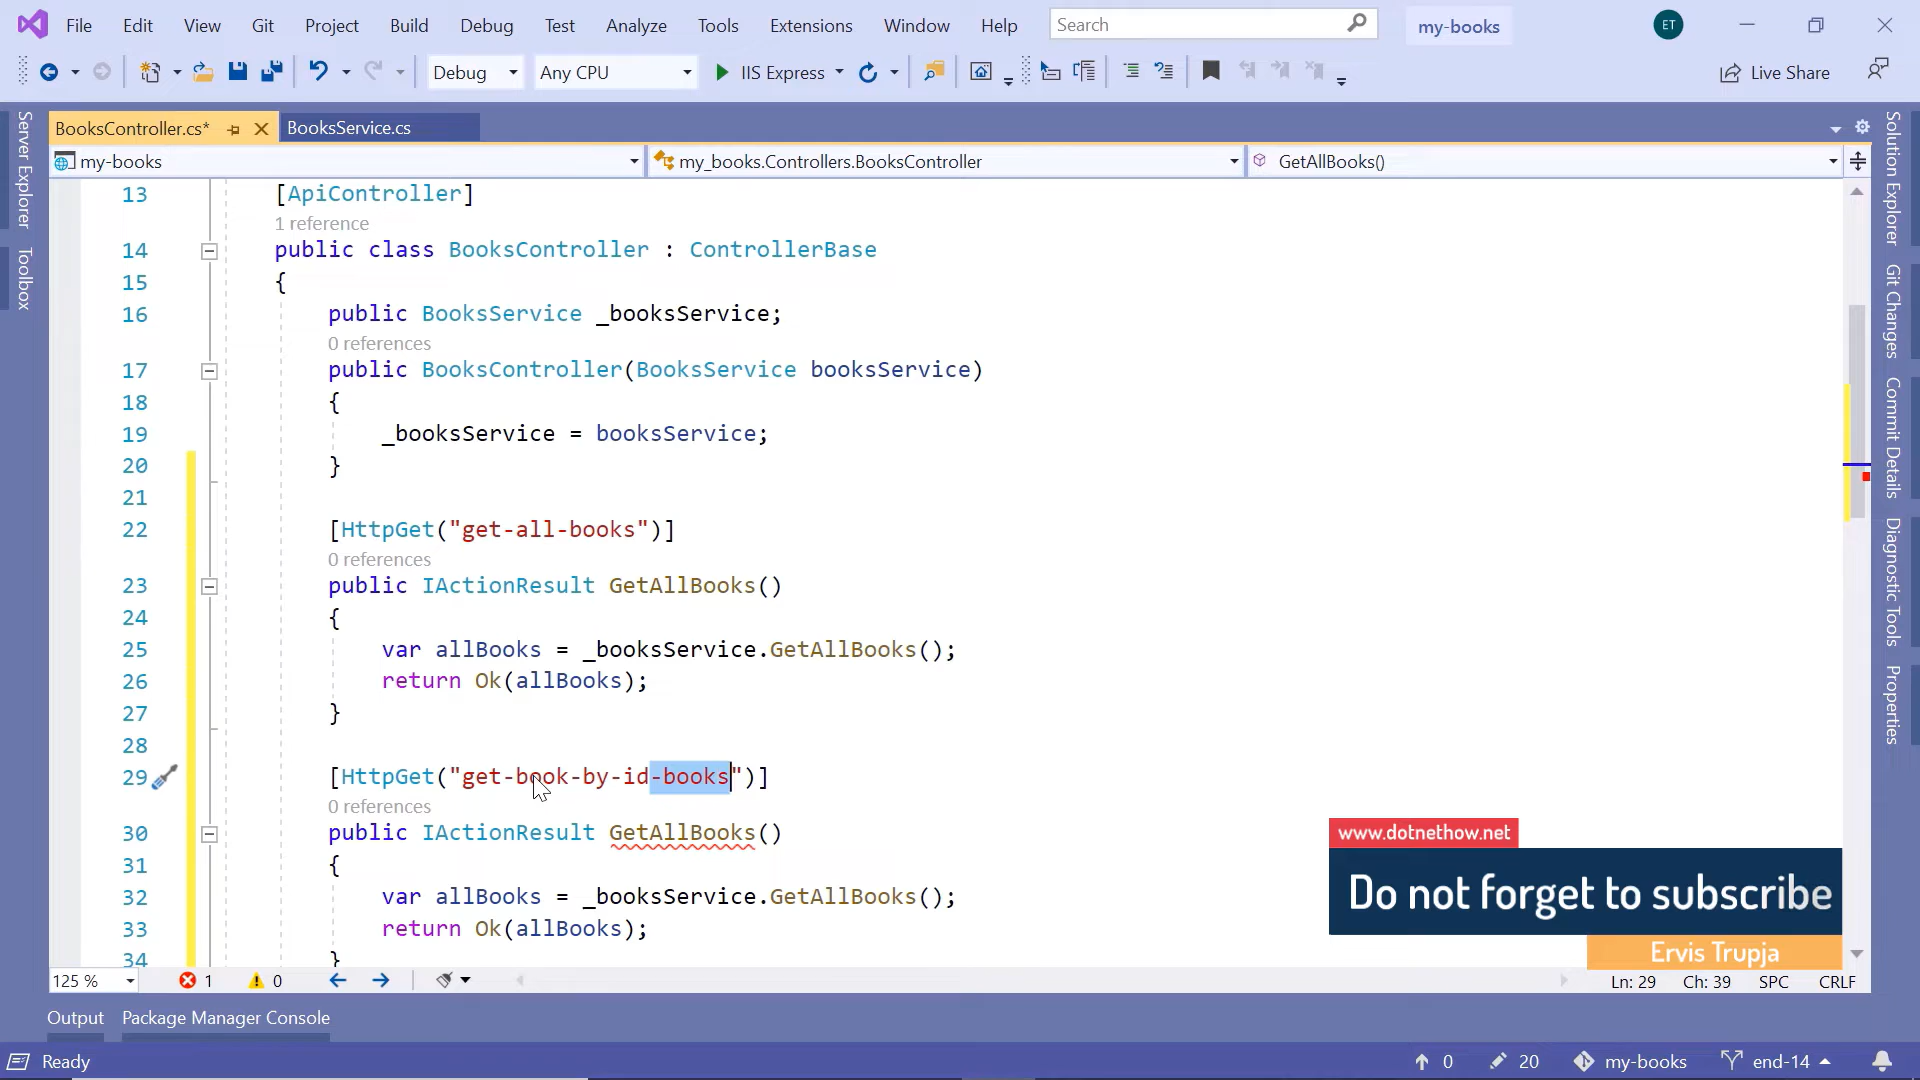 File Edit View Git Project Build Debug Test Analyze Tools Extensions Window Help Search my-books ET
Debug Any CPU IIS Express Live Share
Server Explorer
Toolbox
BooksController.cs* BooksService.cs
my-books my_books.Controllers.BooksController GetAllBooks()
13 [ApiController]
1 reference
14 public class BooksController : ControllerBase
15 {
16 public BooksService _booksService;
0 references
17 public BooksController(BooksService booksService)
18 {
19 _booksService = booksService;
20 }
21
22 [HttpGet("get-all-books")]
0 references
23 public IActionResult GetAllBooks()
24 {
25 var allBooks = _booksService.GetAllBooks();
26 return Ok(allBooks);
27 }
28
29 [HttpGet("get-book-by-id-books")]
0 references
30 public IActionResult GetAllBooks()
31 {
32 var allBooks = _booksService.GetAllBooks();
33 return Ok(allBooks);
34 }
Solution Explorer
Git Changes
Commit Details
Diagnostic Tools
Properties
www.dotnethow.net
Do not forget to subscribe
Ervis Trupja
125 % 1 0 Ln: 29 Ch: 39 SPC CRLF
Output Package Manager Console
Ready 0 20 my-books end-14